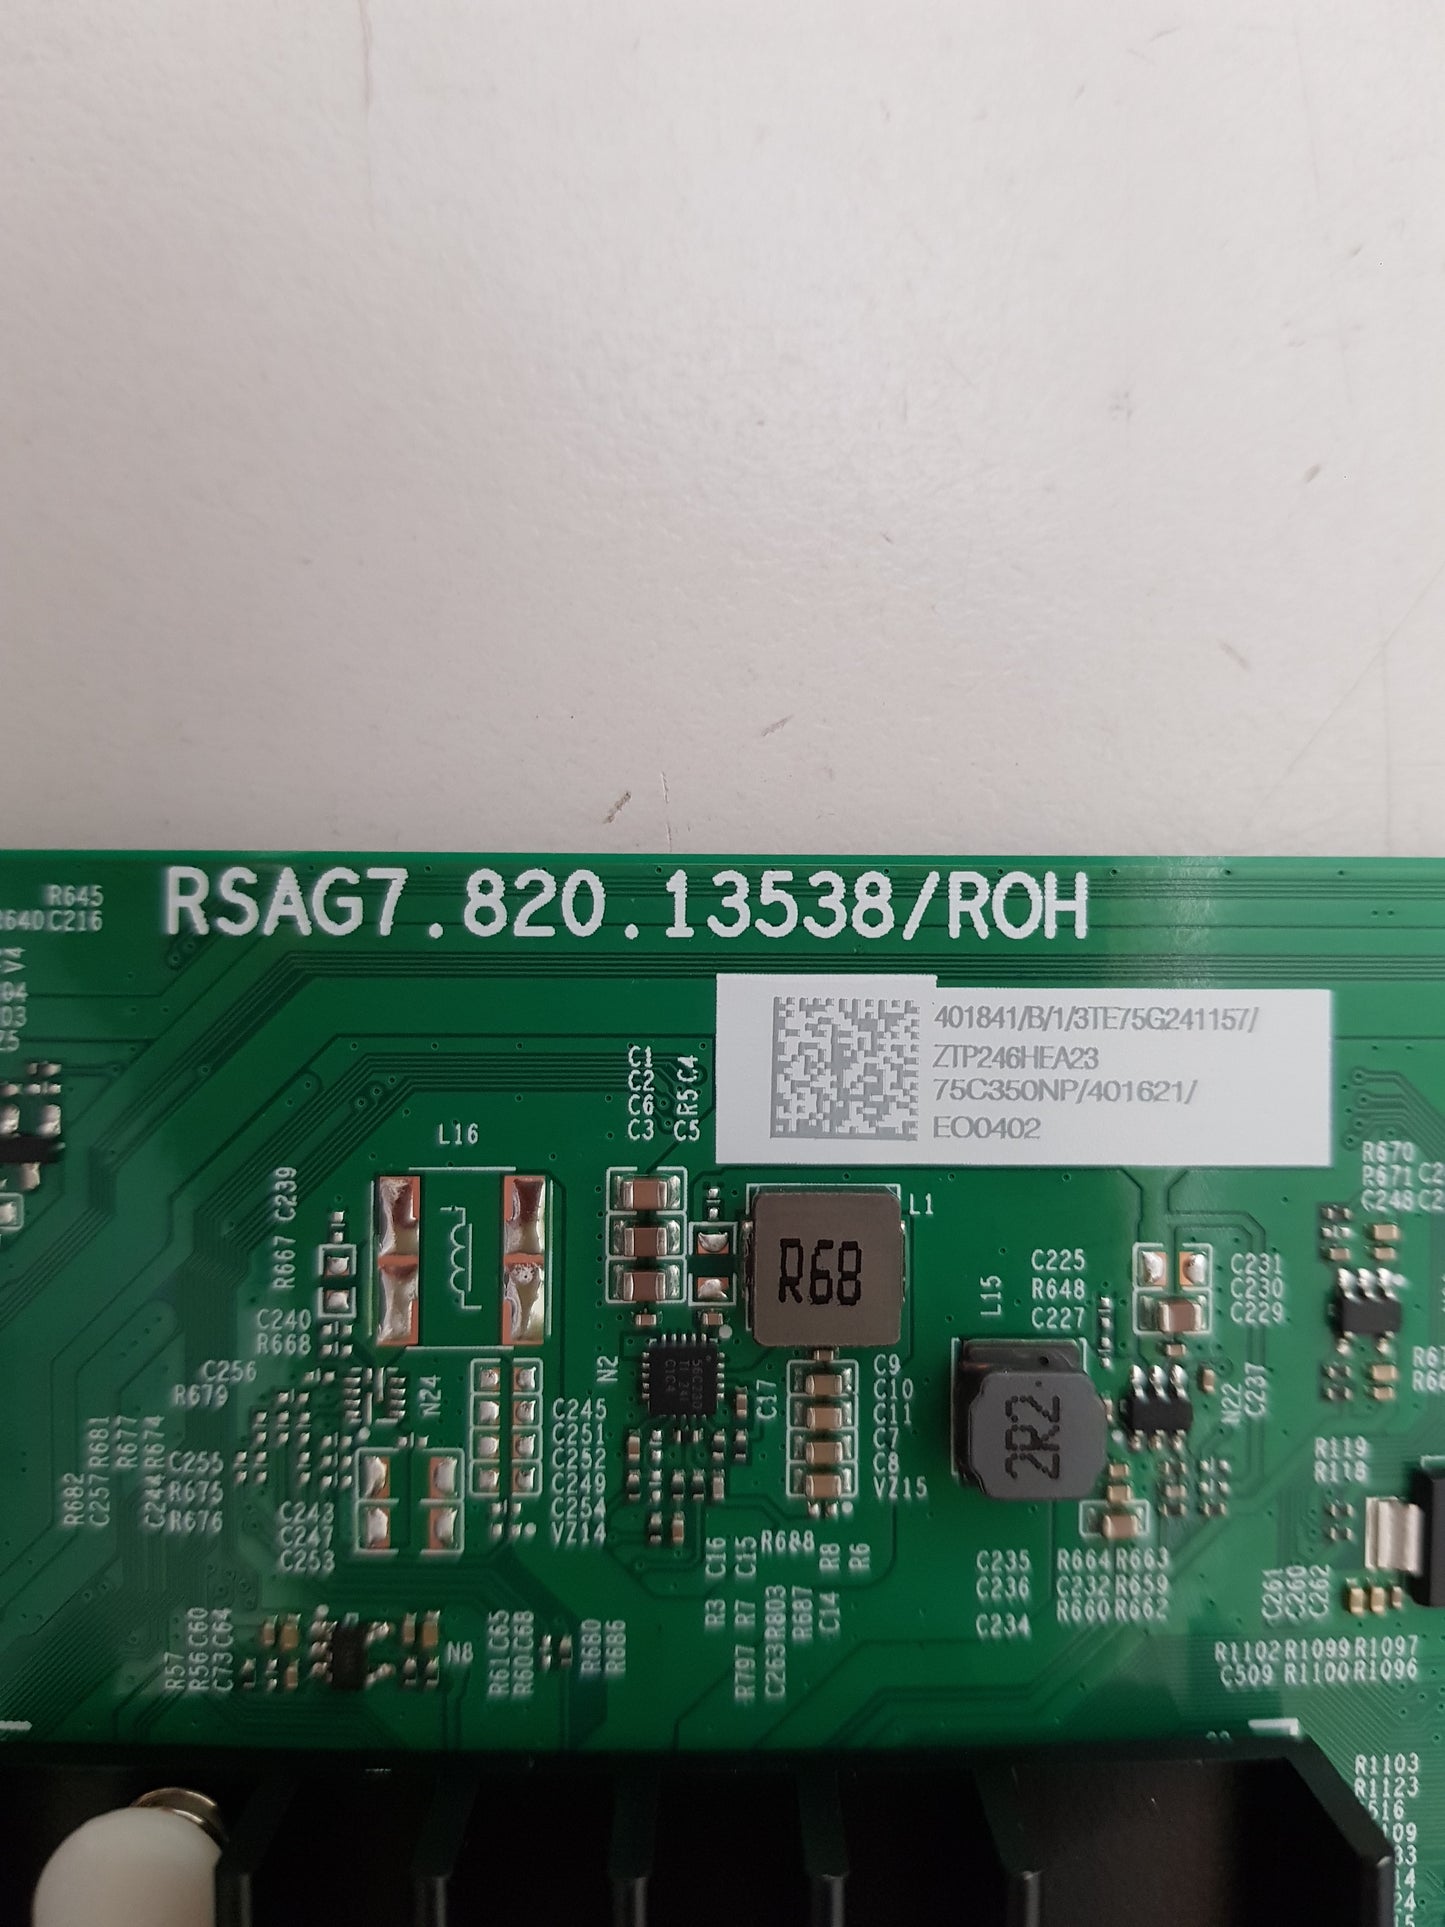 RSAG7.820.13538/ROH
R645
C216
V4
401841/B/1/3TE75G241157/
ZTP246HEA23
75C350NP/401621/
EO0402
C1
C2
C6
C3
C4
R5
C5
L16
R667 C239
C240
R668
C256
R679
R682
C257 R681
R677
C244 R674
C255
R675
R676
C243
C247
C253
N24
C245
C251
C252
C249
C254
VZ14
N2
L1
R68
C17
C9
C10
C11
C7
C8
VZ15
L15
2R2
C225
R648
C227
C231
C230
C229
N22
C237
R670
R671
C248
R119
R118
C16
C15
R688
R8
R6
R3
R7
R803
R687
C14
R797
C263
C235
C236
C234
R664 R663
C232 R659
R660 R662
C261
C260
C262
R1102 R1099 R1097
C509 R1100 R1096
R57
R56 C60
C73 C64
N8
R61 C65
R60 C68
R680
R686
R1103
R1123